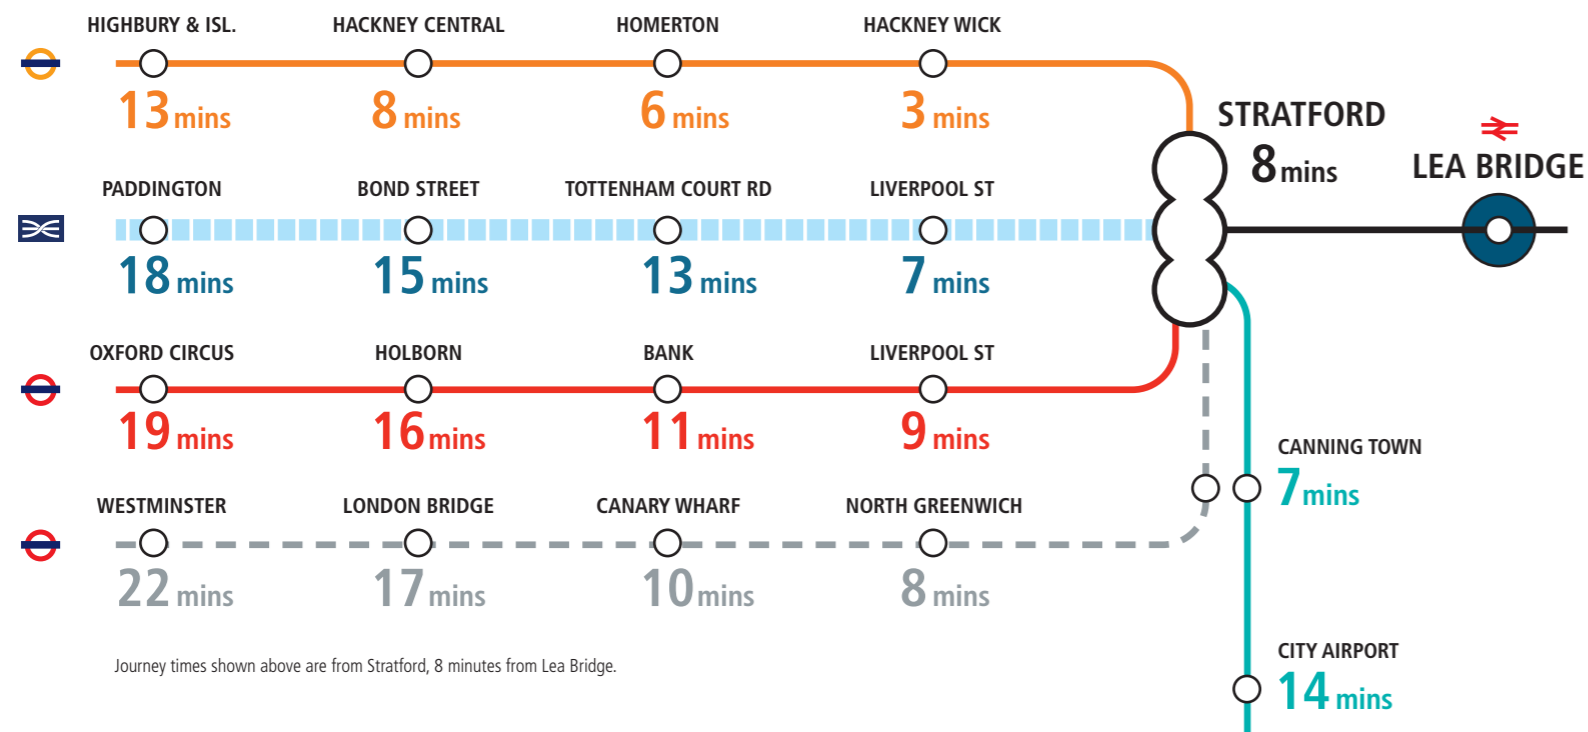 HIGHBURY & ISL. HACKNEY CENTRAL HOMERTON HACKNEY WICK
13 mins 8 mins 6 mins 3 mins
STRATFORD
8 mins
LEA BRIDGE
PADDINGTON BOND STREET TOTTENHAM COURT RD LIVERPOOL ST
18 mins 15 mins 13 mins 7 mins
OXFORD CIRCUS HOLBORN BANK LIVERPOOL ST
19 mins 16 mins 11 mins 9 mins
CANNING TOWN
7 mins
WESTMINSTER LONDON BRIDGE CANARY WHARF NORTH GREENWICH
22 mins 17 mins 10 mins 8 mins
CITY AIRPORT
14 mins
Journey times shown above are from Stratford, 8 minutes from Lea Bridge.